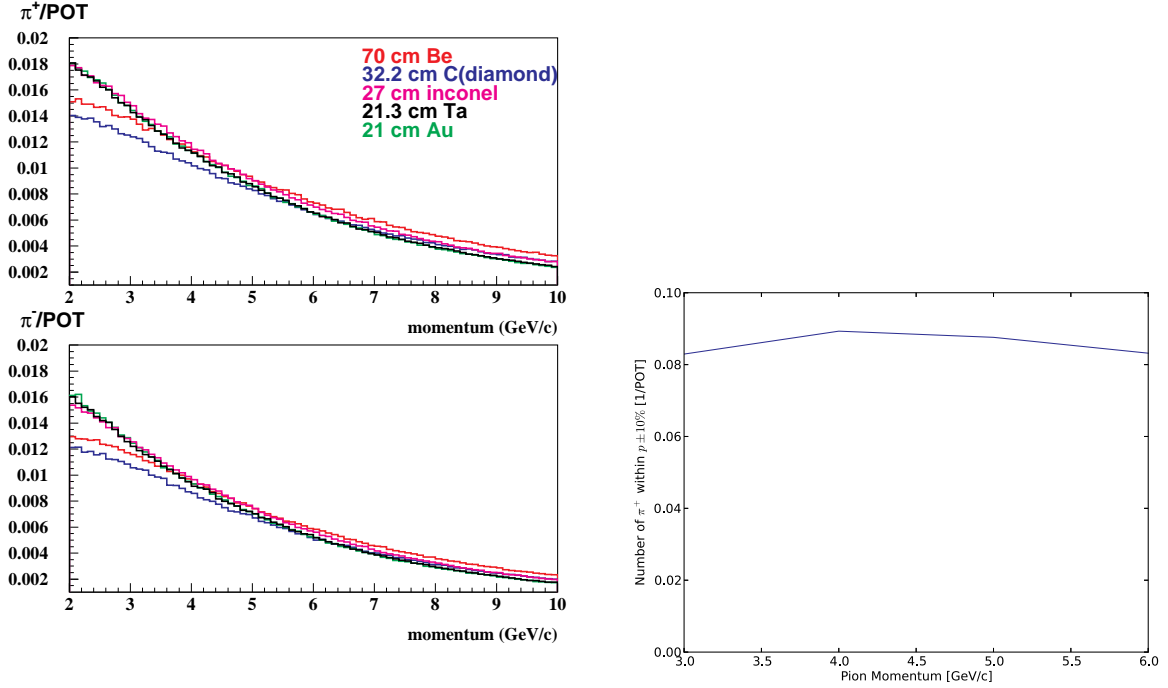 π⁺/POT
0.02
0.018
0.016
0.014
0.012
0.01
0.008
0.006
0.004
0.002
70 cm Be
32.2 cm C(diamond)
27 cm inconel
21.3 cm Ta
21 cm Au
2 3 4 5 6 7 8 9 10
momentum (GeV/c)
π⁻/POT
0.02
0.018
0.016
0.014
0.012
0.01
0.008
0.006
0.004
0.002
2 3 4 5 6 7 8 9 10
momentum (GeV/c)
Number of π⁺ within p ± 10% [1/POT]
0.10
0.08
0.06
0.04
0.02
0.00
3.0 3.5 4.0 4.5 5.0 5.5 6.0
Pion Momentum [GeV/c]